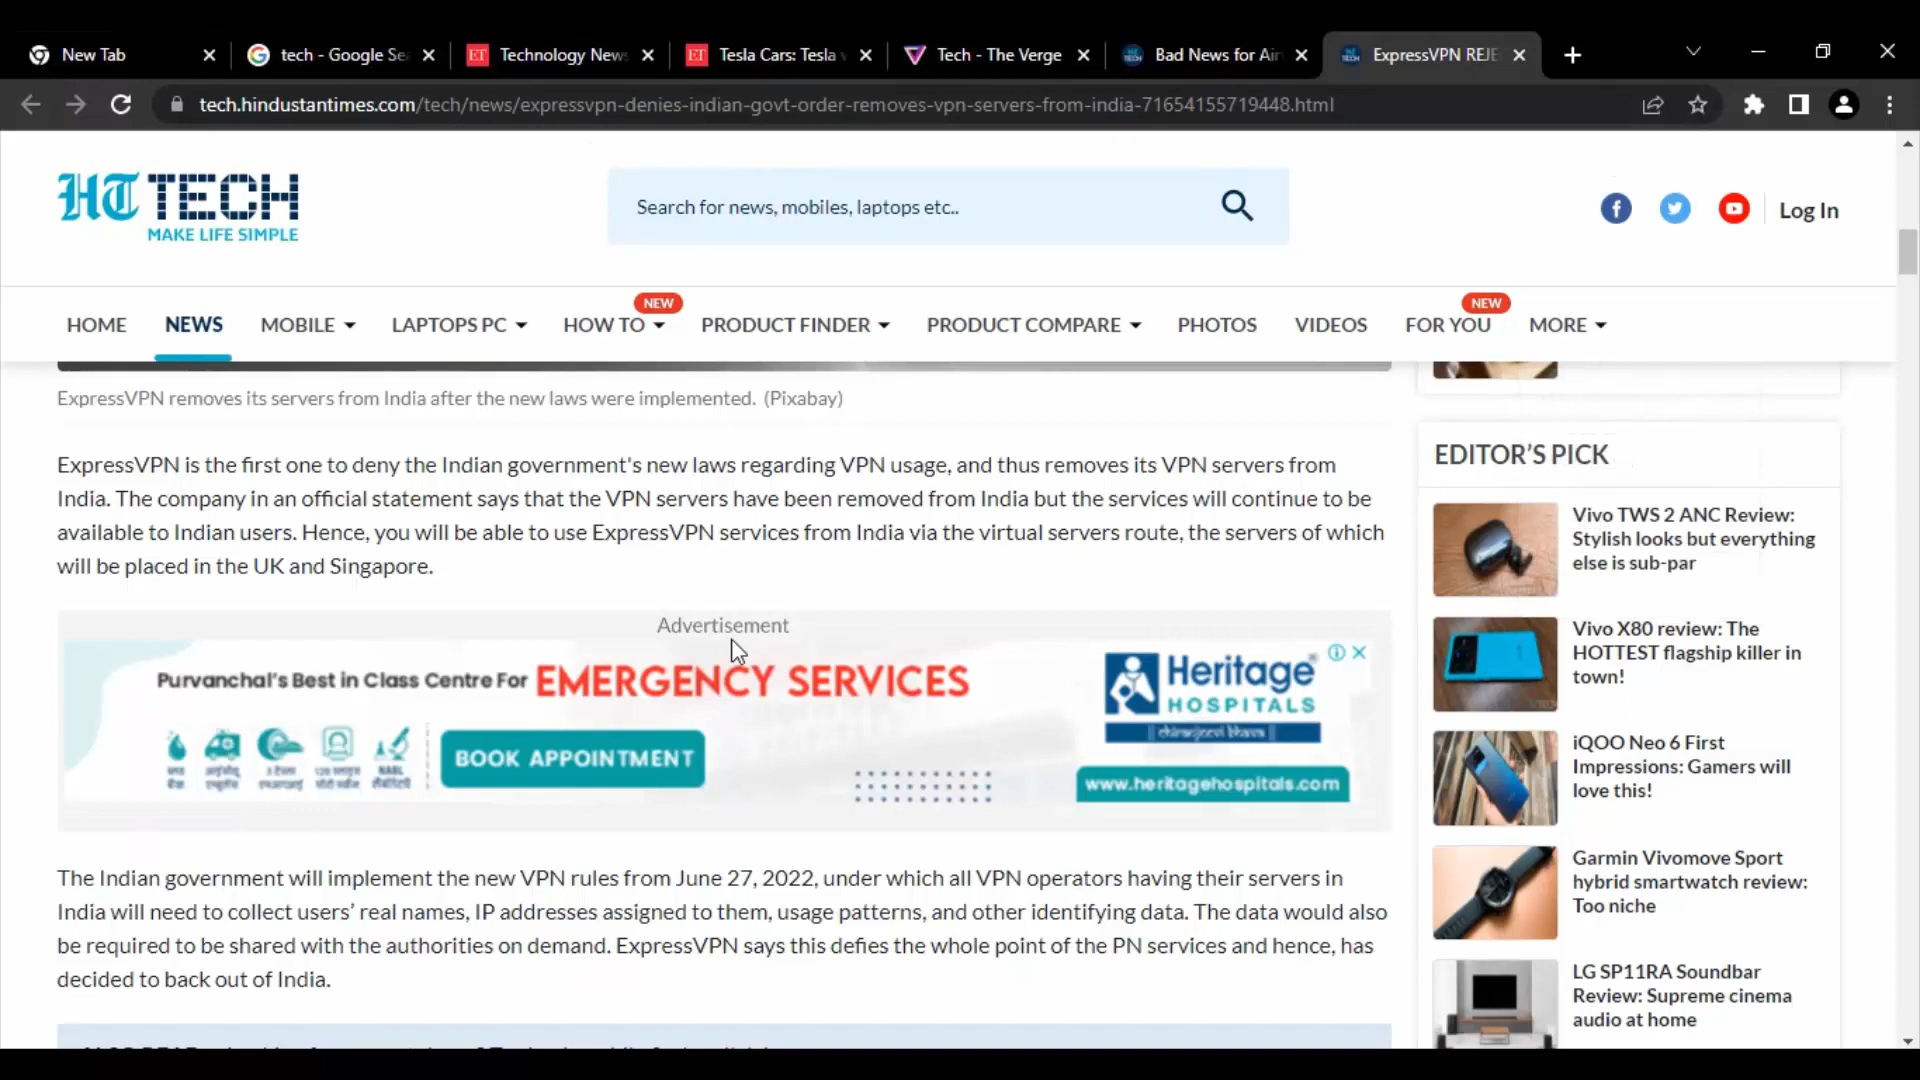 New Tab
tech - Google Se
Technology New
Tesla Cars: Tesla
Tech - The Verge
Bad News for Air
ExpressVPN REJE
tech.hindustantimes.com/tech/news/expressvpn-denies-indian-govt-order-removes-vpn-servers-from-india-71654155719448.html
HT TECH
MAKE LIFE SIMPLE
Search for news, mobiles, laptops etc..
Log In
NEW
NEW
HOME NEWS MOBILE LAPTOPS PC HOW TO PRODUCT FINDER PRODUCT COMPARE PHOTOS VIDEOS FOR YOU MORE
ExpressVPN removes its servers from India after the new laws were implemented. (Pixabay)
ExpressVPN is the first one to deny the Indian government's new laws regarding VPN usage, and thus removes its VPN servers from
India. The company in an official statement says that the VPN servers have been removed from India but the services will continue to be
available to Indian users. Hence, you will be able to use ExpressVPN services from India via the virtual servers route, the servers of which
will be placed in the UK and Singapore.
Advertisement
Purvanchal's Best in Class Centre For EMERGENCY SERVICES
BOOK APPOINTMENT
NABL
Heritage
HOSPITALS
|| chiranjeevi bhava ||
www.heritagehospitals.com
The Indian government will implement the new VPN rules from June 27, 2022, under which all VPN operators having their servers in
India will need to collect users’ real names, IP addresses assigned to them, usage patterns, and other identifying data. The data would also
be required to be shared with the authorities on demand. ExpressVPN says this defies the whole point of the PN services and hence, has
decided to back out of India.
EDITOR’S PICK
Vivo TWS 2 ANC Review:
Stylish looks but everything
else is sub-par
Vivo X80 review: The
HOTTEST flagship killer in
town!
iQOO Neo 6 First
Impressions: Gamers will
love this!
Garmin Vivomove Sport
hybrid smartwatch review:
Too niche
LG SP11RA Soundbar
Review: Supreme cinema
audio at home